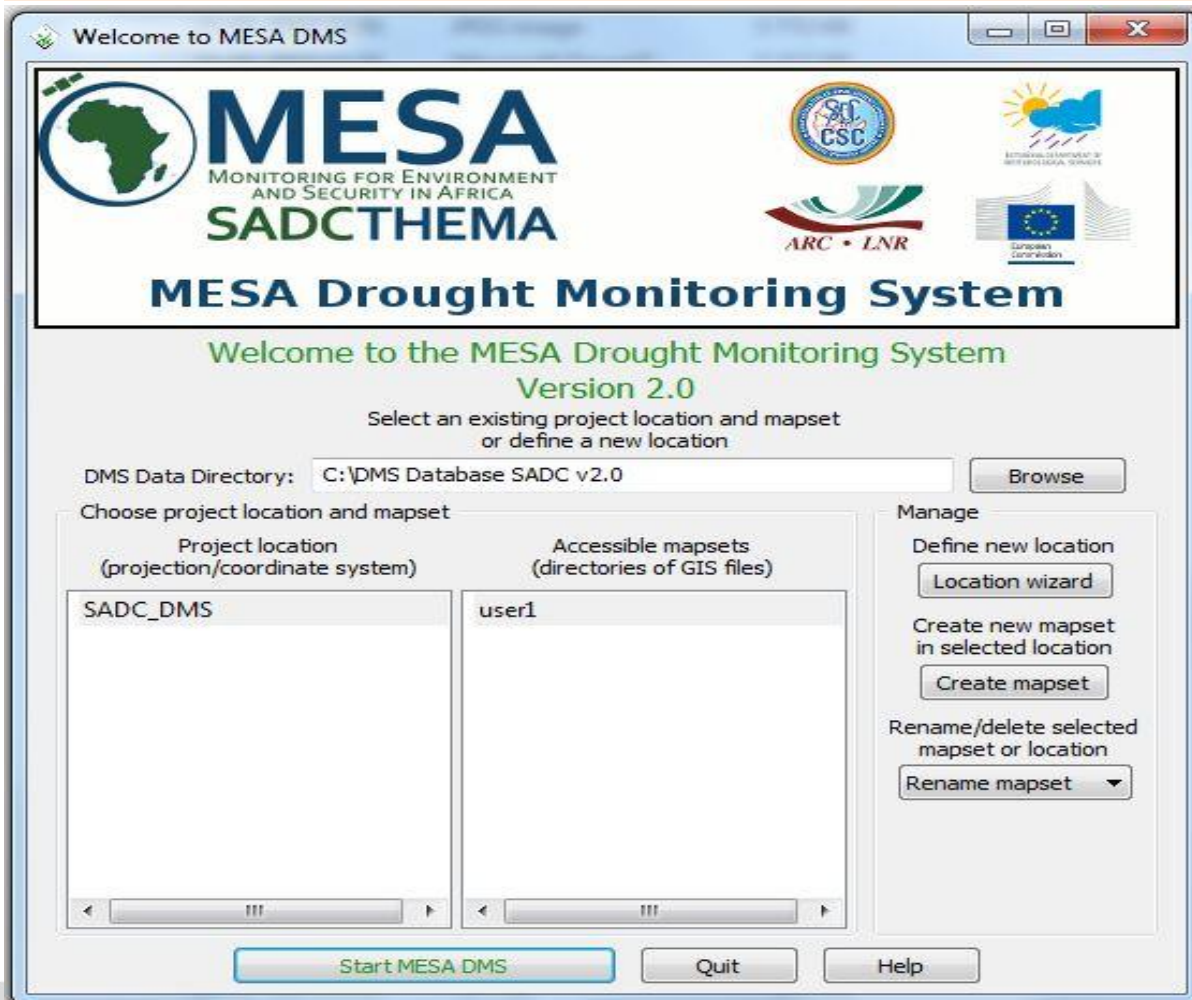 Welcome to MESA DMS
MESA
MONITORING FOR ENVIRONMENT
AND SECURITY IN AFRICA
SADCTHEMA
CSC
ARC • LNR
European
Commission
MESA Drought Monitoring System
Welcome to the MESA Drought Monitoring System
Version 2.0
Select an existing project location and mapset
or define a new location
DMS Data Directory:
C:\DMS Database SADC v2.0
Browse
Choose project location and mapset
Project location
(projection/coordinate system)
SADC_DMS
Accessible mapsets
(directories of GIS files)
user1
Manage
Define new location
Location wizard
Create new mapset
in selected location
Create mapset
Rename/delete selected
mapset or location
Rename mapset
Start MESA DMS
Quit
Help